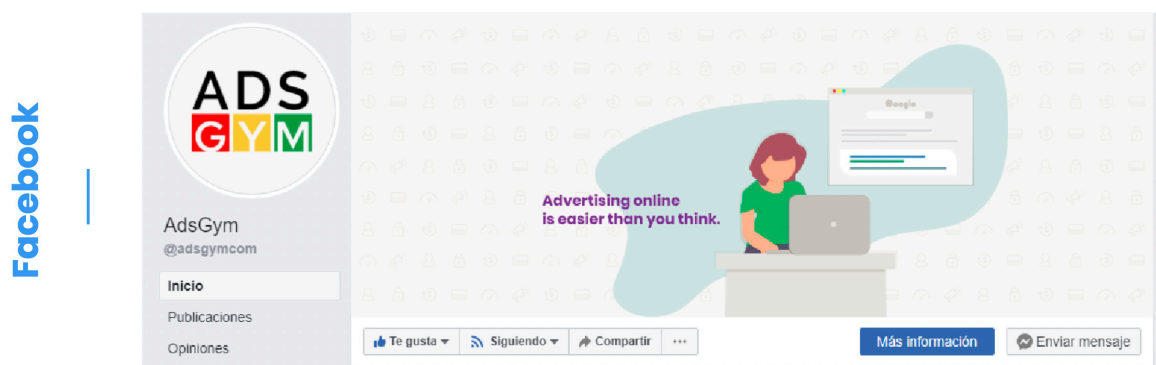 Facebook
ADS
GYM
AdsGym
@adsgymcom
Inicio
Publicaciones
Opiniones
Google
Advertising online
is easier than you think.
Te gusta
Siguiendo
Compartir
Más información
Enviar mensaje